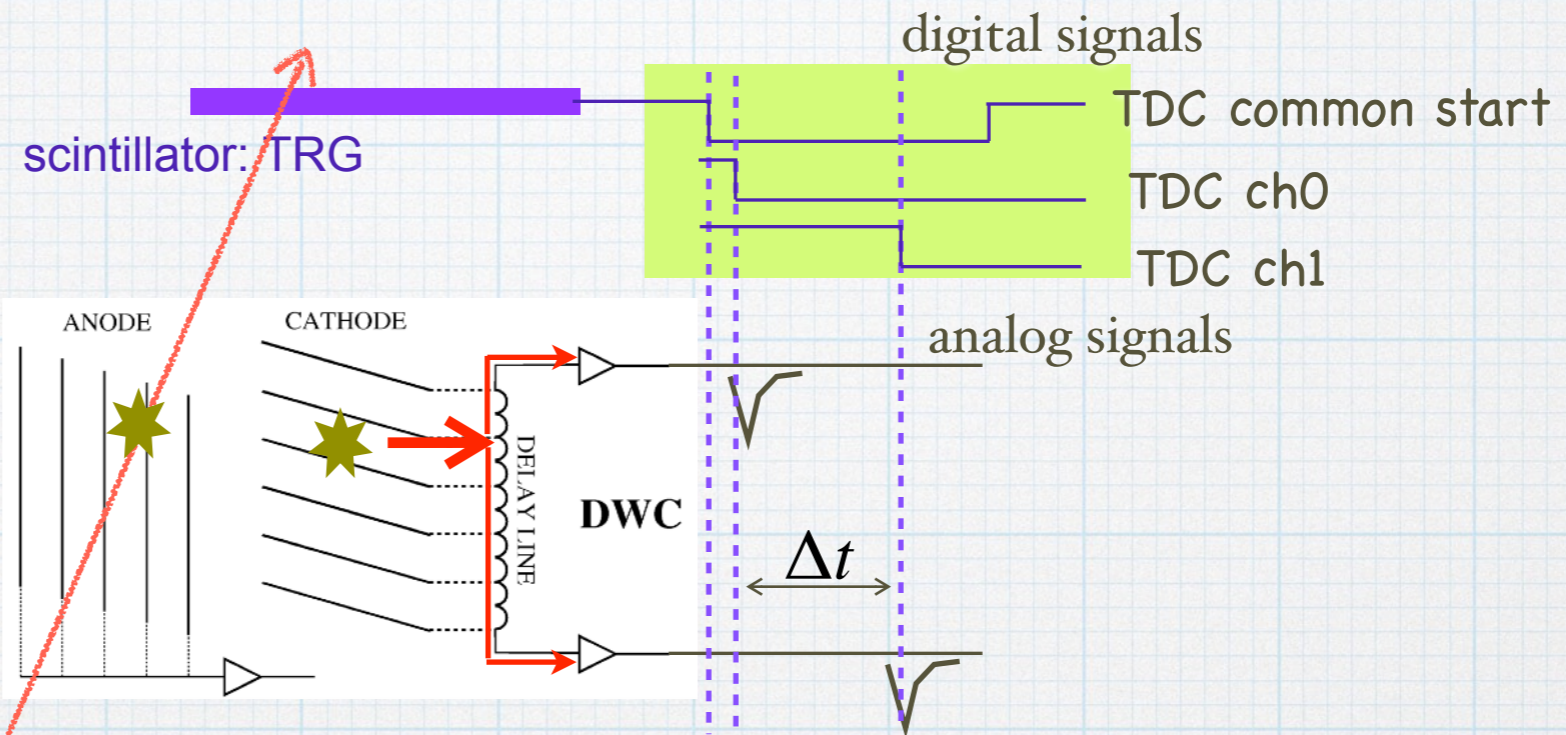 digital signals
TDC common start
scintillator: TRG
TDC ch0
TDC ch1
ANODE
CATHODE
analog signals
DELAY LINE
DWC
Δt